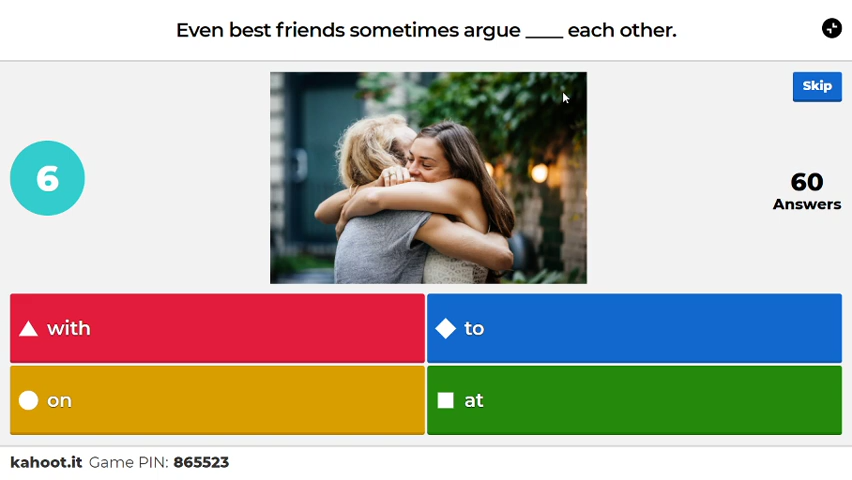 Even best friends sometimes argue ____ each other.
Skip
6
60
Answers
with
to
on
at
kahoot.it Game PIN: 865523